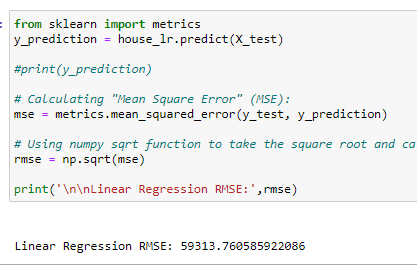 from sklearn import metrics
y_prediction = house_lr.predict(X_test)
#print(y_prediction)
# Calculating "Mean Square Error" (MSE):
mse = metrics.mean_squared_error(y_test, y_prediction)
# Using numpy sqrt function to take the square root and ca
rmse = np.sqrt(mse)
print('\n\nLinear Regression RMSE:',rmse)
Linear Regression RMSE: 59313.760585922086